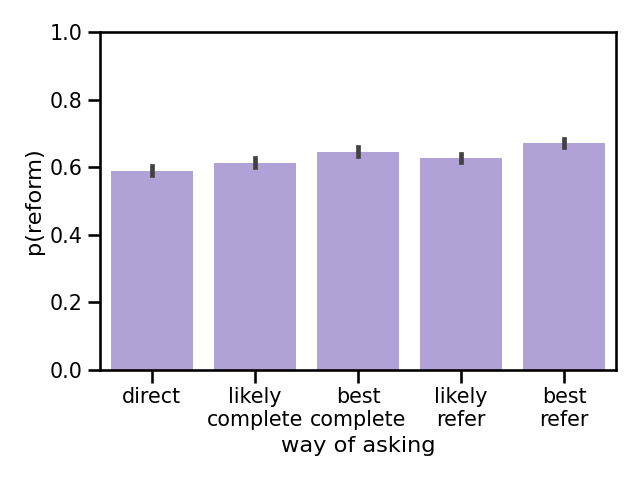 1.0
0.8
0.6
0.4
0.2
0.0
p(reform)
direct
likely complete
best complete
likely refer
best refer
way of asking